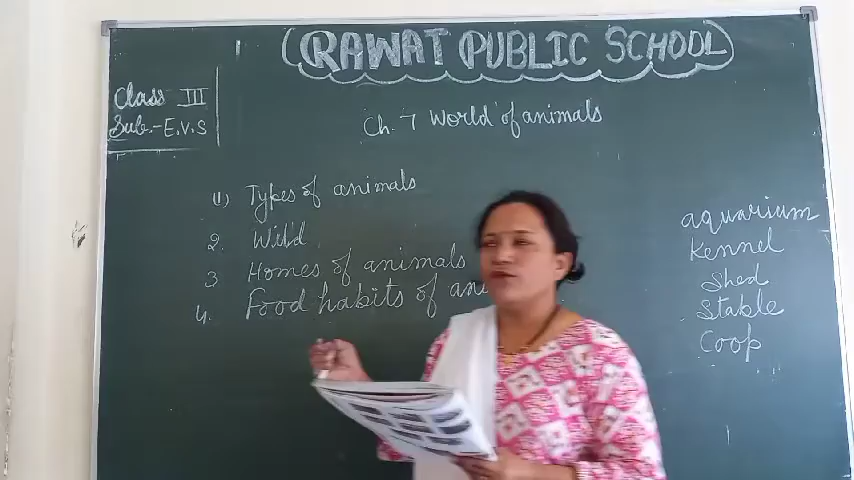 RAWAT PUBLIC SCHOOL
Class III
Sub.-E.V.S
Ch. 7 World of animals
(1) Types of animals
2. Wild
3 Homes of animals
4. Food habits of ani
aquarium
Kennel
Shed
Stable
Coop